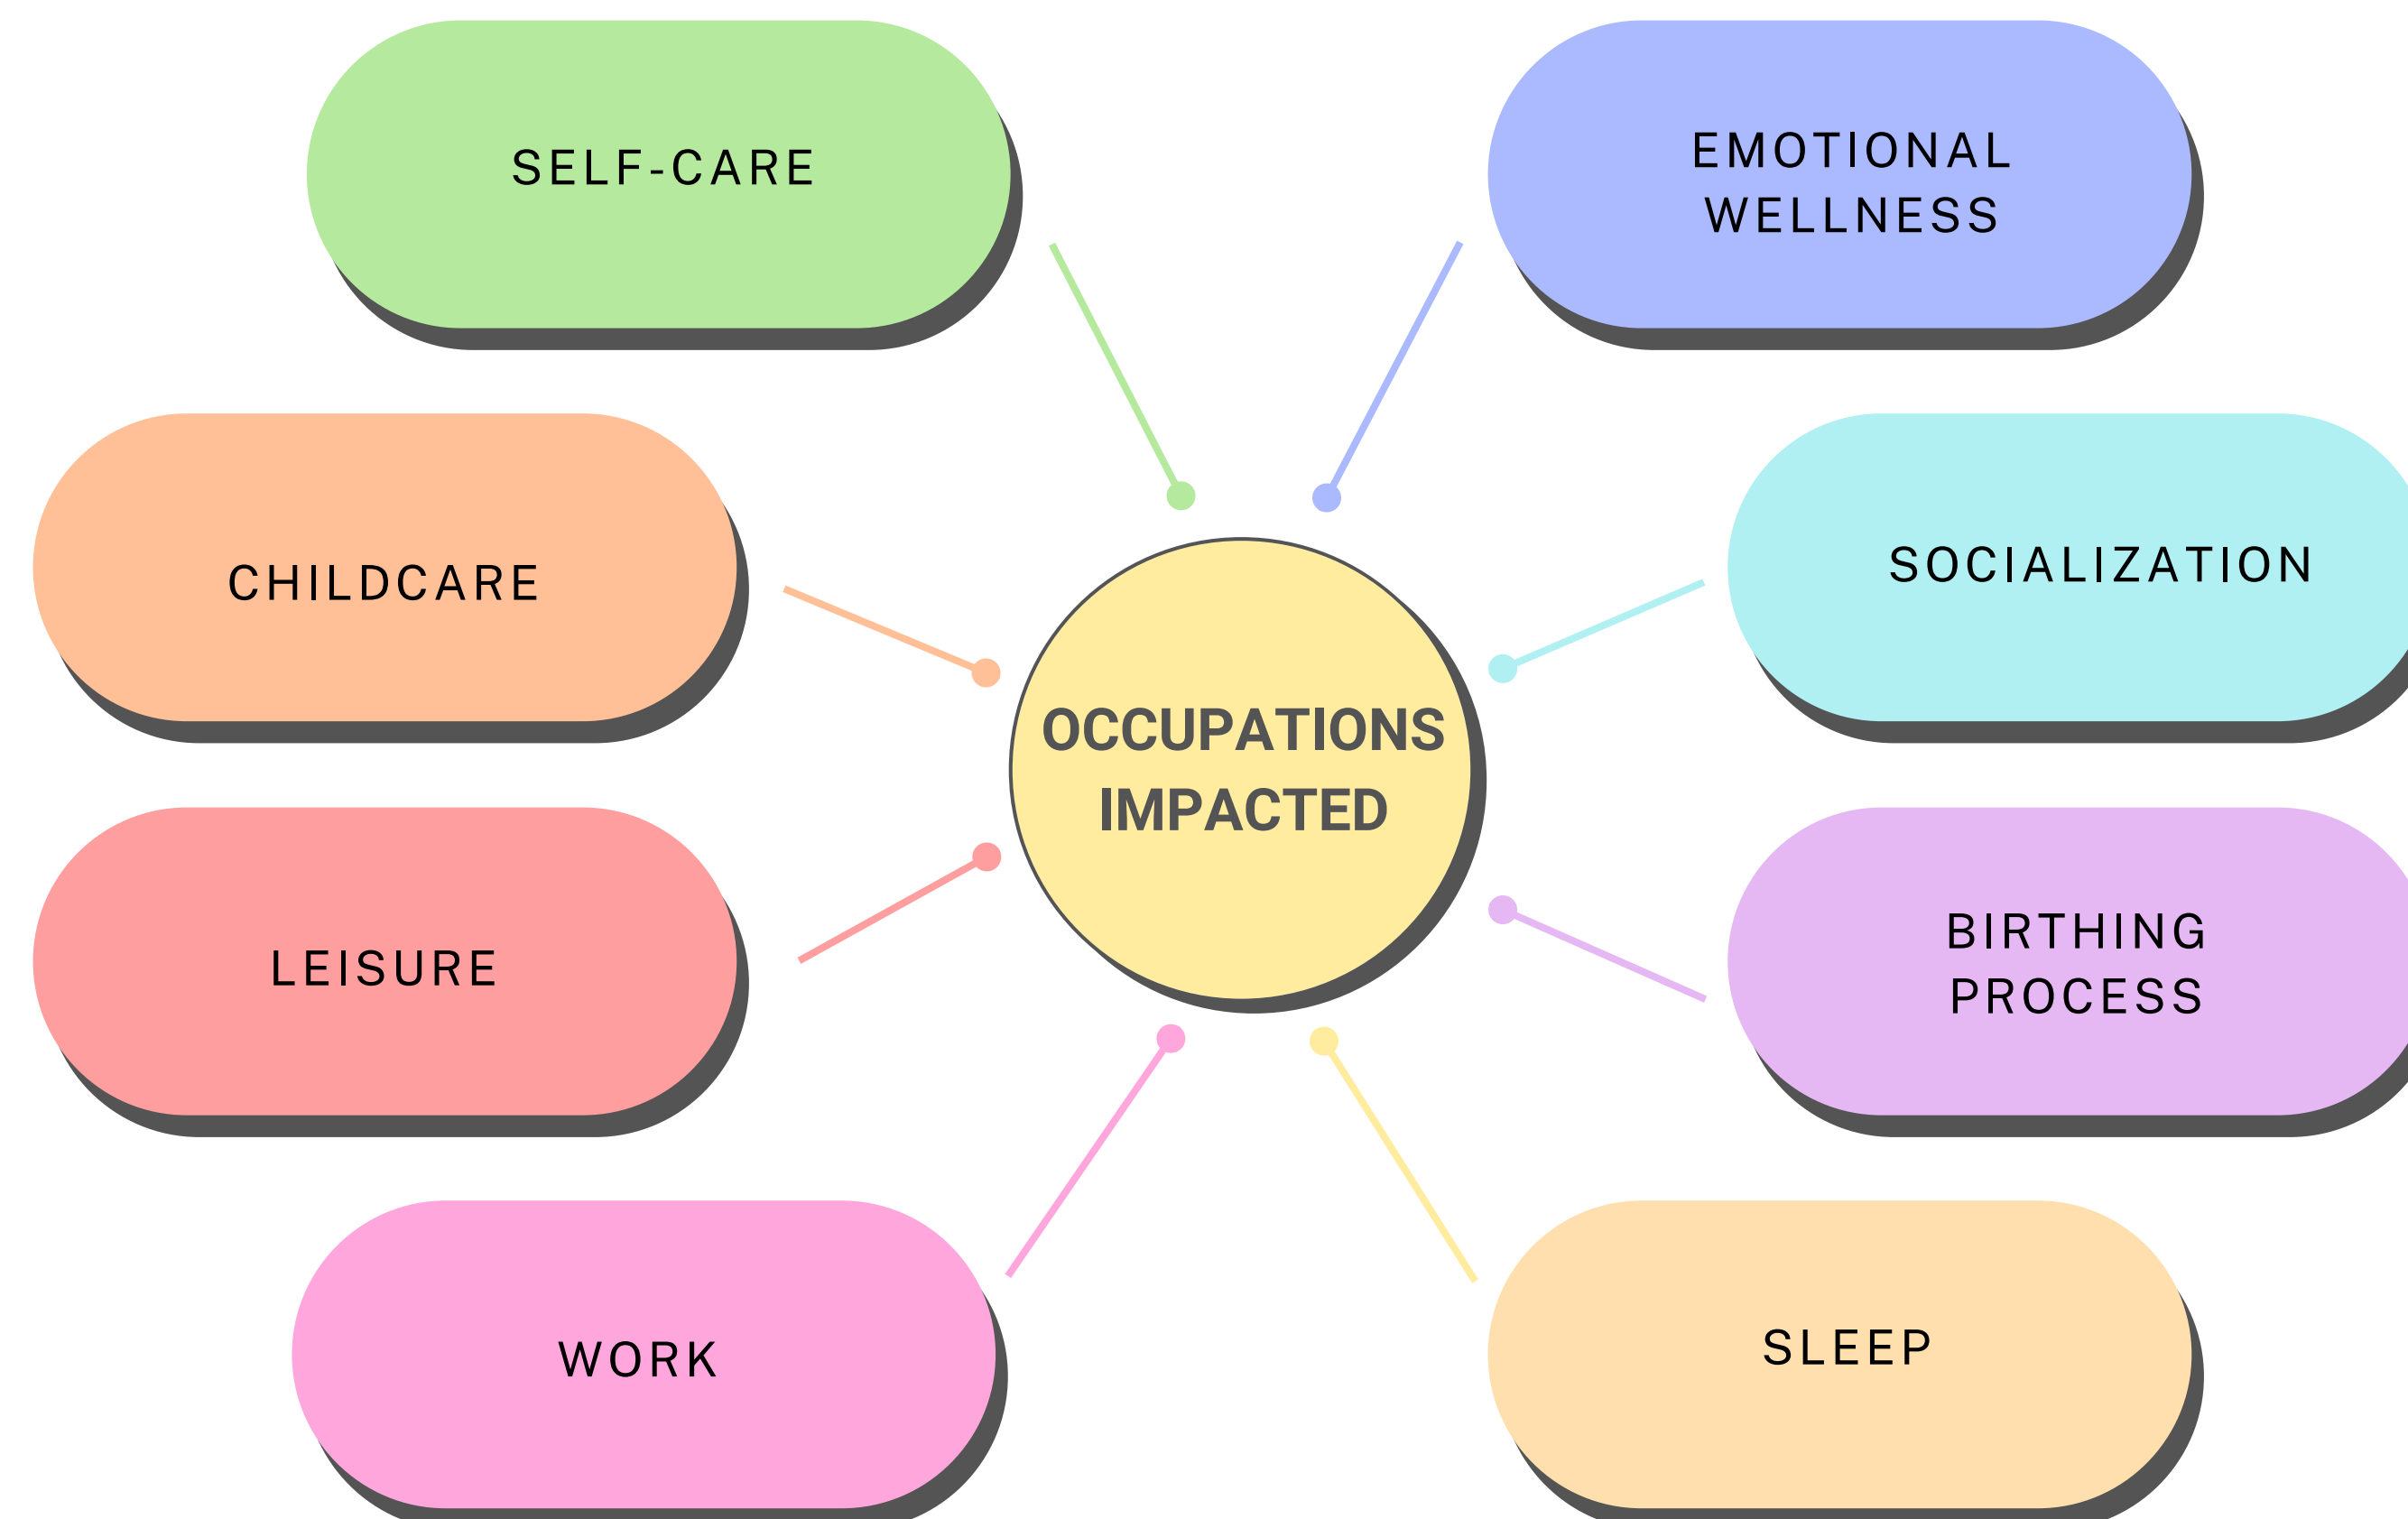 SELF-CARE
EMOTIONAL
WELLNESS
CHILDCARE
SOCIALIZATION
OCCUPATIONS
IMPACTED
LEISURE
BIRTHING
PROCESS
WORK
SLEEP